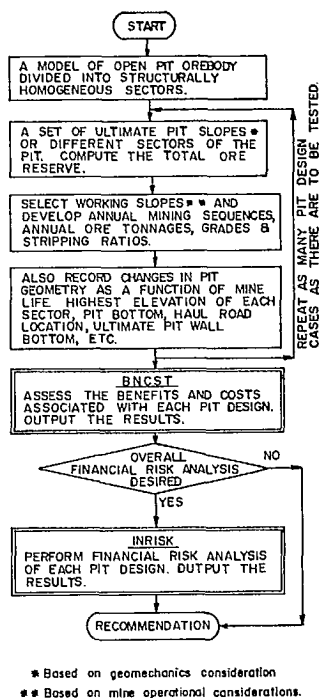 START
A MODEL OF OPEN PIT OREBODY
DIVIDED INTO STRUCTURALLY
HOMOGENEOUS SECTORS.
A SET OF ULTIMATE PIT SLOPES*
OR DIFFERENT SECTORS OF THE
PIT. COMPUTE THE TOTAL ORE
RESERVE.
SELECT WORKING SLOPES** AND
DEVELOP ANNUAL MINING SEQUENCES,
ANNUAL ORE TONNAGES, GRADES &
STRIPPING RATIOS.
ALSO RECORD CHANGES IN PIT
GEOMETRY AS A FUNCTION OF MINE
LIFE. HIGHEST ELEVATION OF EACH
SECTOR, PIT BOTTOM, HAUL ROAD
LOCATION, ULTIMATE PIT WALL
BOTTOM, ETC.
REPEAT AS MANY PIT DESIGN
CASES AS THERE ARE TO BE TESTED.
BNCST
ASSESS THE BENEFITS AND COSTS
ASSOCIATED WITH EACH PIT DESIGN.
OUTPUT THE RESULTS.
OVERALL
FINANCIAL RISK ANALYSIS
DESIRED
NO
YES
INRISK
PERFORM FINANCIAL RISK ANALYSIS
OF EACH PIT DESIGN. OUTPUT THE
RESULTS.
RECOMMENDATION
* Based on geomechanics consideration
** Based on mine operational considerations.